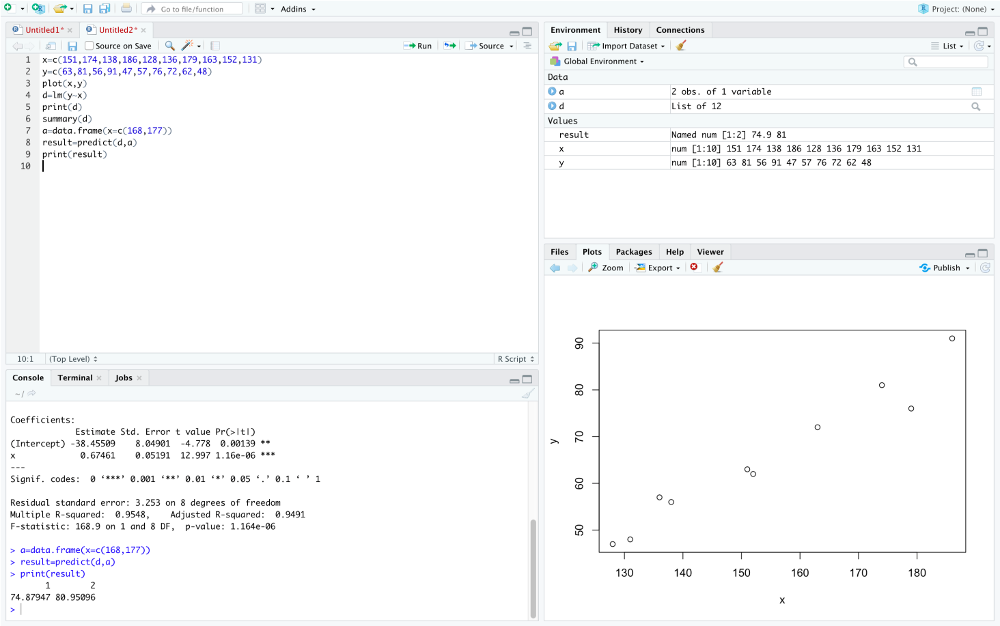 Go to file/function Addins Project: (None)
Untitled1* Untitled2*
Source on Save Run Source
1 x=c(151,174,138,186,128,136,179,163,152,131)
2 y=c(63,81,56,91,47,57,76,72,62,48)
3 plot(x,y)
4 d=lm(y~x)
5 print(d)
6 summary(d)
7 a=data.frame(x=c(168,177))
8 result=predict(d,a)
9 print(result)
10
10:1 (Top Level) R Script
Console Terminal Jobs
~/
Coefficients:
Estimate Std. Error t value Pr(>|t|)
(Intercept) -38.45509 8.04901 -4.778 0.00139 **
x 0.67461 0.05191 12.997 1.16e-06 ***
---
Signif. codes: 0 ‘***’ 0.001 ‘**’ 0.01 ‘*’ 0.05 ‘.’ 0.1 ‘ ’ 1
Residual standard error: 3.253 on 8 degrees of freedom
Multiple R-squared: 0.9548, Adjusted R-squared: 0.9491
F-statistic: 168.9 on 1 and 8 DF, p-value: 1.164e-06
> a=data.frame(x=c(168,177))
> result=predict(d,a)
> print(result)
1 2
74.87947 80.95096
>
Environment History Connections
Import Dataset List
Global Environment
Data
a 2 obs. of 1 variable
d List of 12
Values
result Named num [1:2] 74.9 81
x num [1:10] 151 174 138 186 128 136 179 163 152 131
y num [1:10] 63 81 56 91 47 57 76 72 62 48
Files Plots Packages Help Viewer
Zoom Export Publish
90
80
70
y
60
50
130 140 150 160 170 180
x